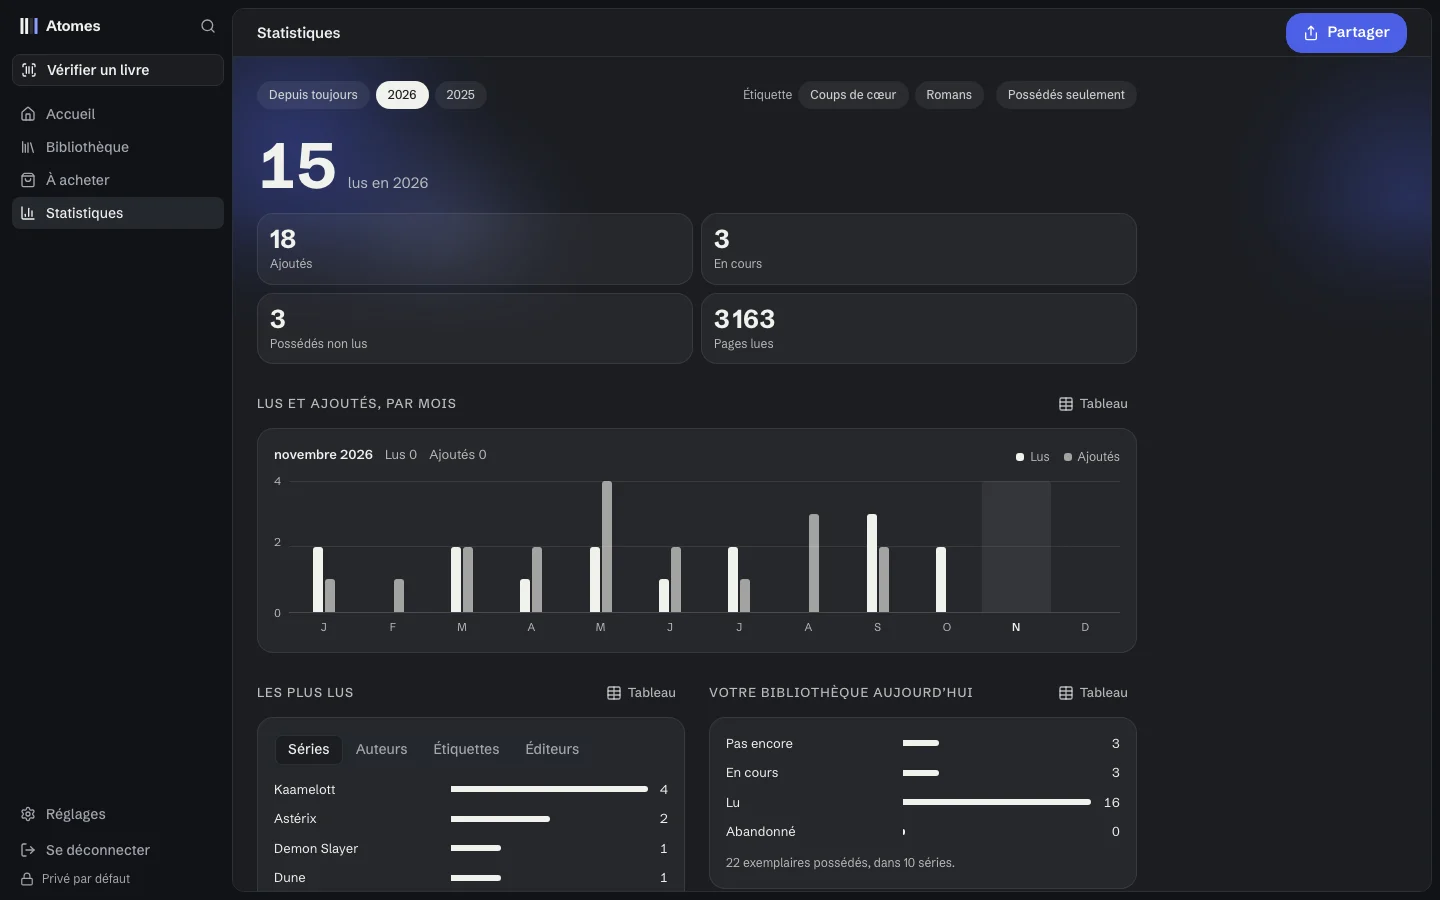 Atomes
Vérifier un livre
Accueil
Bibliothèque
À acheter
Statistiques
Réglages
Se déconnecter
Privé par défaut
Statistiques
Partager
Depuis toujours 2026 2025 Étiquette Coups de cœur Romans Possédés seulement
15 lus en 2026
18
Ajoutés
3
En cours
3
Possédés non lus
3 163
Pages lues
LUS ET AJOUTÉS, PAR MOIS Tableau
novembre 2026 Lus 0 Ajoutés 0 Lus Ajoutés
4
2
0
J F M A M J J A S O N D
LES PLUS LUS Tableau
Séries Auteurs Étiquettes Éditeurs
Kaamelott 4
Astérix 2
Demon Slayer 1
Dune 1
VOTRE BIBLIOTHÈQUE AUJOURD’HUI Tableau
Pas encore 3
En cours 3
Lu 16
Abandonné 0
22 exemplaires possédés, dans 10 séries.